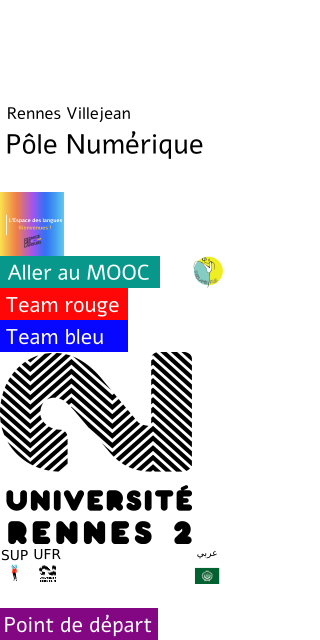 Rennes Villejean
Pôle Numérique
L'Espace des langues
Bienvenues !
Aller au MOOC
Team rouge
Team bleu
UNIVERSITÉ
RENNES 2
SUP UFR
عربي
Point de départ